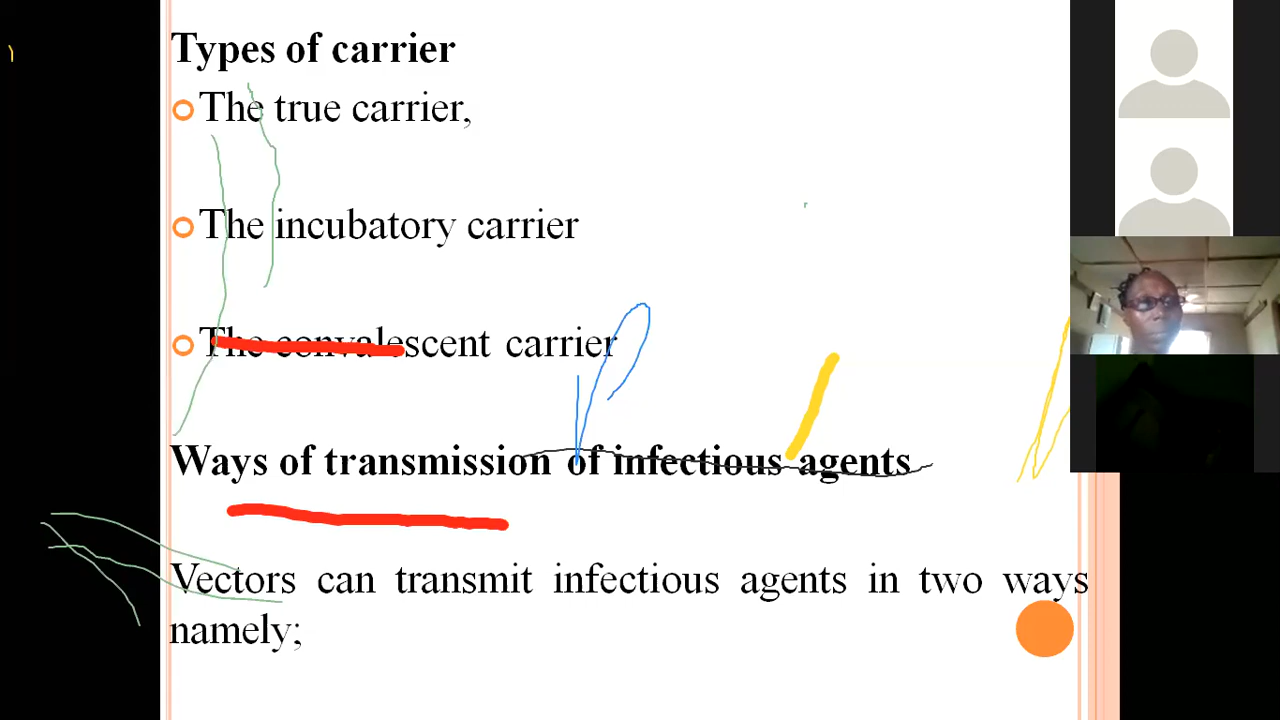 Types of carrier
The true carrier,
The incubatory carrier
The convalescent carrier
Ways of transmission of infectious agents
Vectors can transmit infectious agents in two ways
namely;